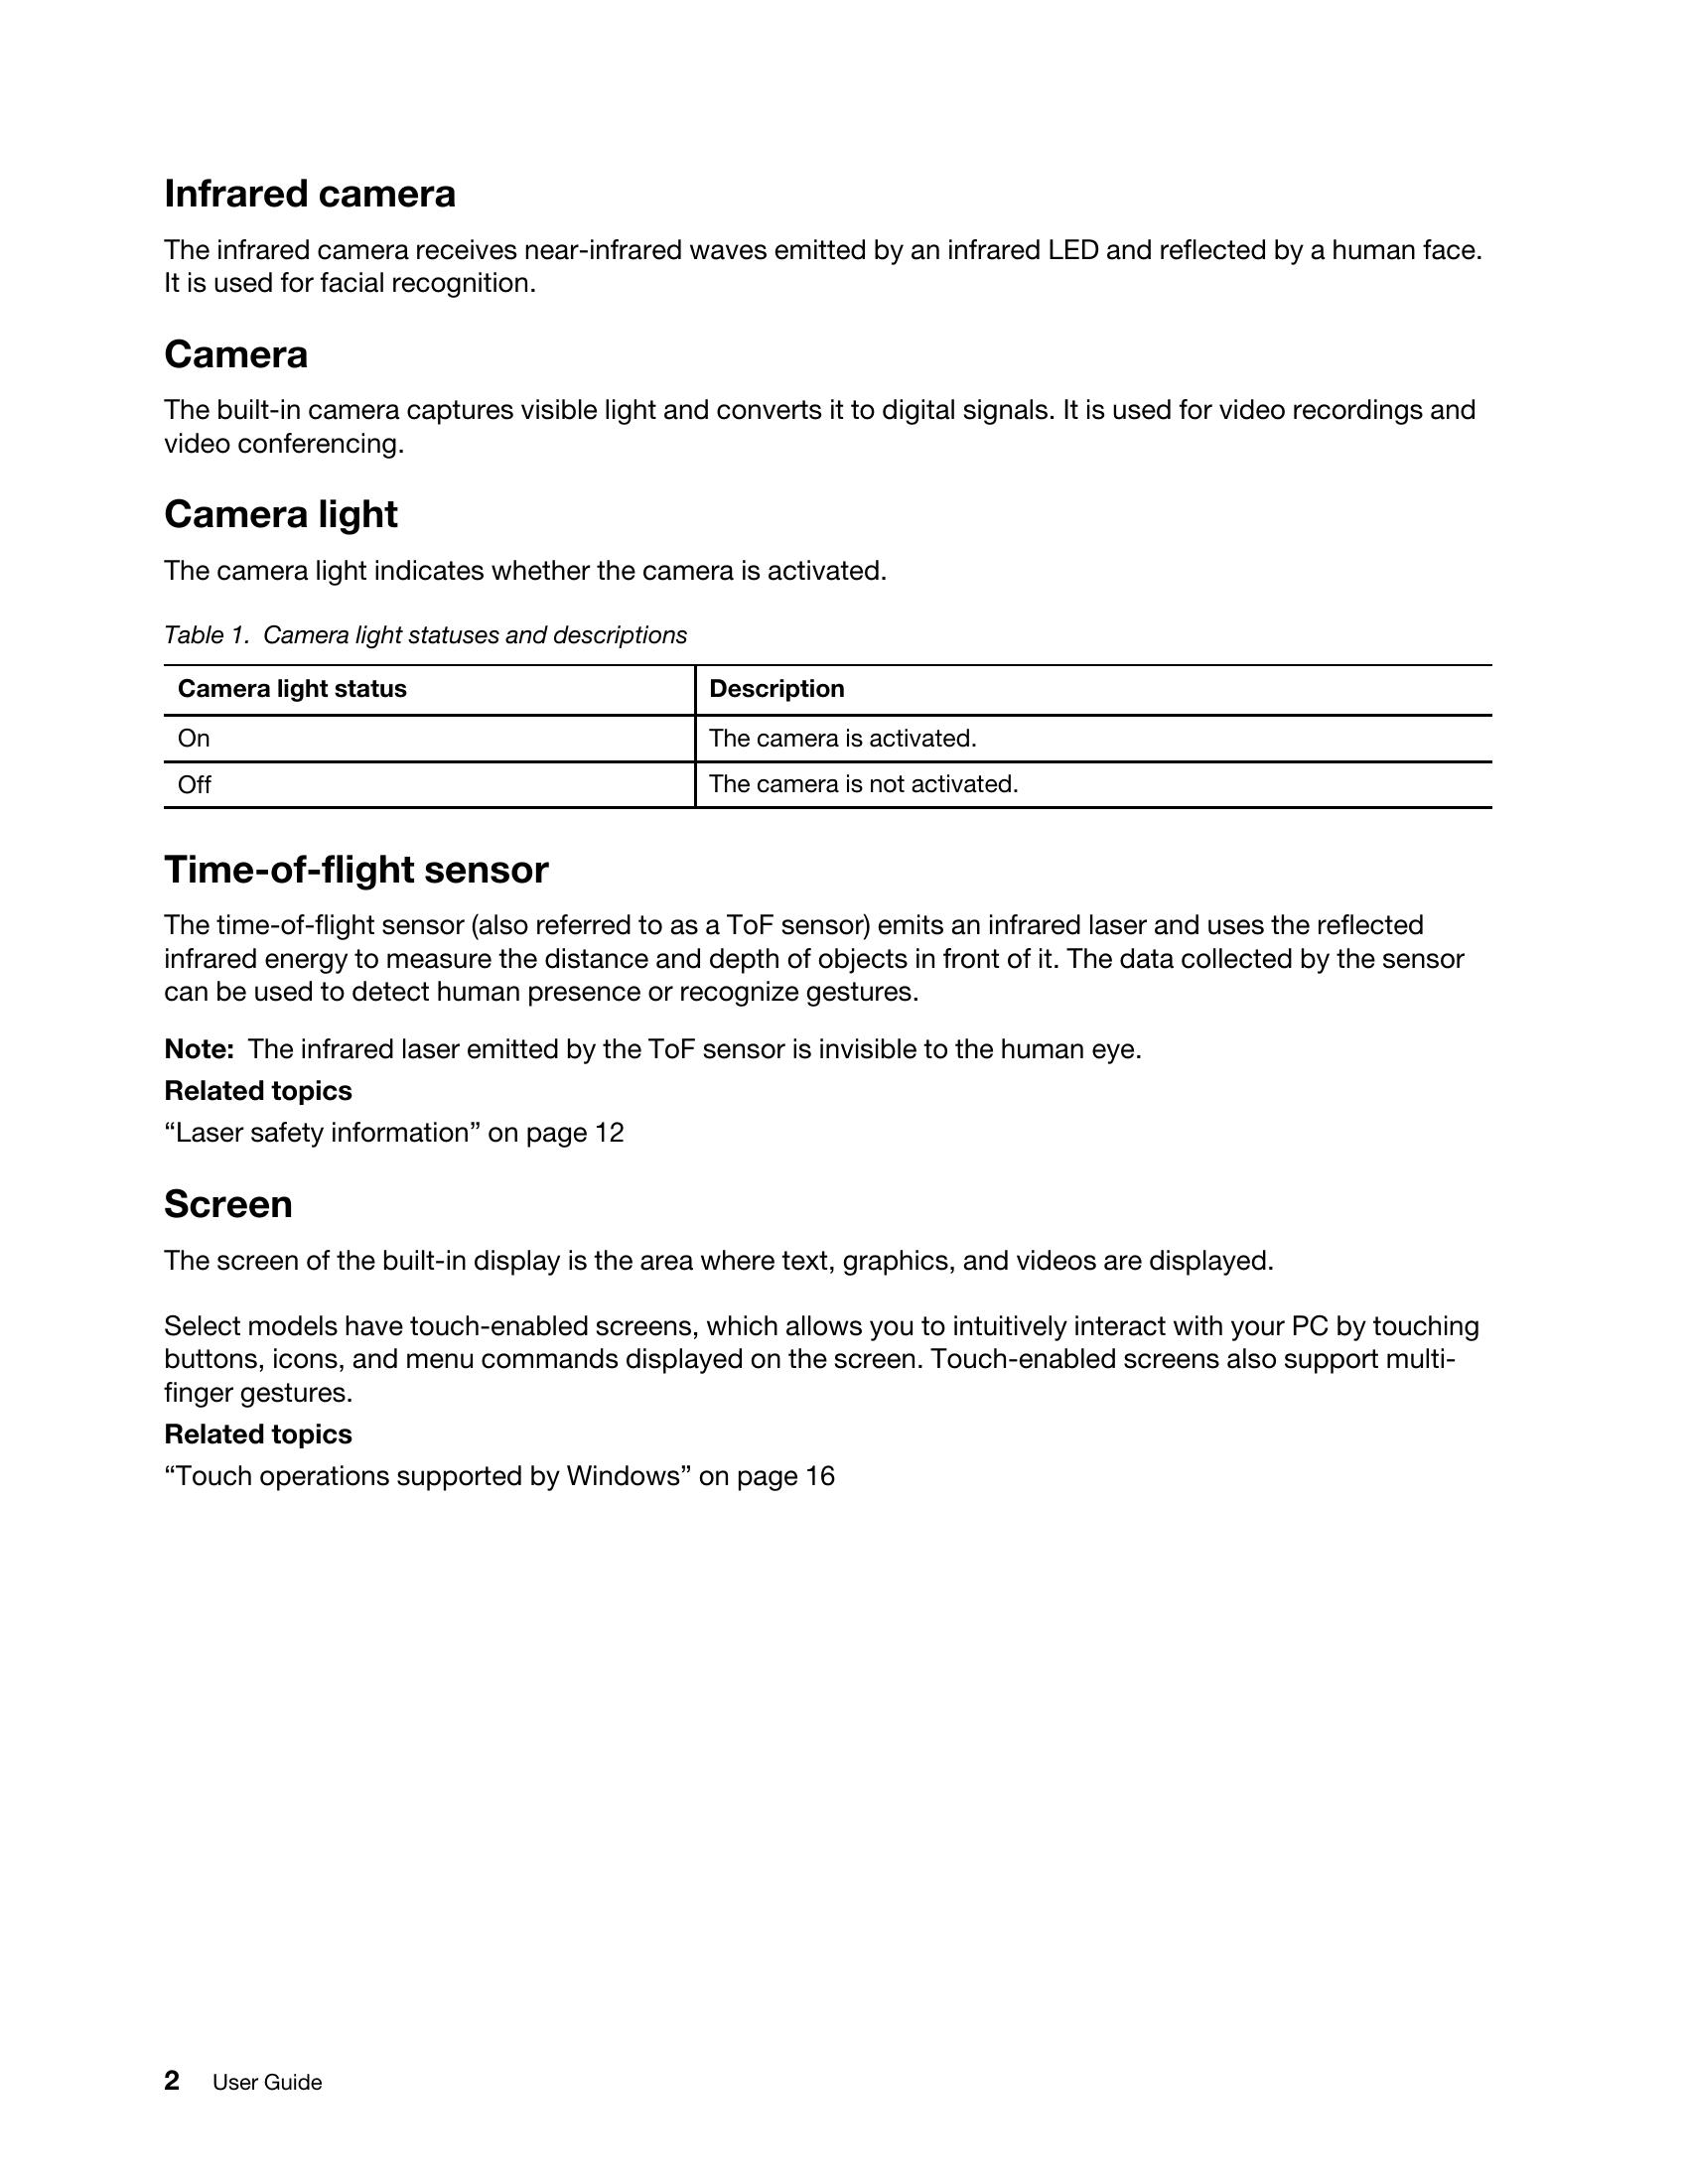 Infrared camera
The infrared camera receives near-infrared waves emitted by an infrared LED and reflected by a human face.
It is used for facial recognition.
Camera
The built-in camera captures visible light and converts it to digital signals. It is used for video recordings and
video conferencing.
Camera light
The camera light indicates whether the camera is activated.
Table 1. Camera light statuses and descriptions
Camera light status Description
On The camera is activated.
Off The camera is not activated.
Time-of-flight sensor
The time-of-flight sensor (also referred to as a ToF sensor) emits an infrared laser and uses the reflected
infrared energy to measure the distance and depth of objects in front of it. The data collected by the sensor
can be used to detect human presence or recognize gestures.
Note: The infrared laser emitted by the ToF sensor is invisible to the human eye.
Related topics
“Laser safety information” on page 12
Screen
The screen of the built-in display is the area where text, graphics, and videos are displayed.
Select models have touch-enabled screens, which allows you to intuitively interact with your PC by touching
buttons, icons, and menu commands displayed on the screen. Touch-enabled screens also support multi-
finger gestures.
Related topics
“Touch operations supported by Windows” on page 16
2 User Guide